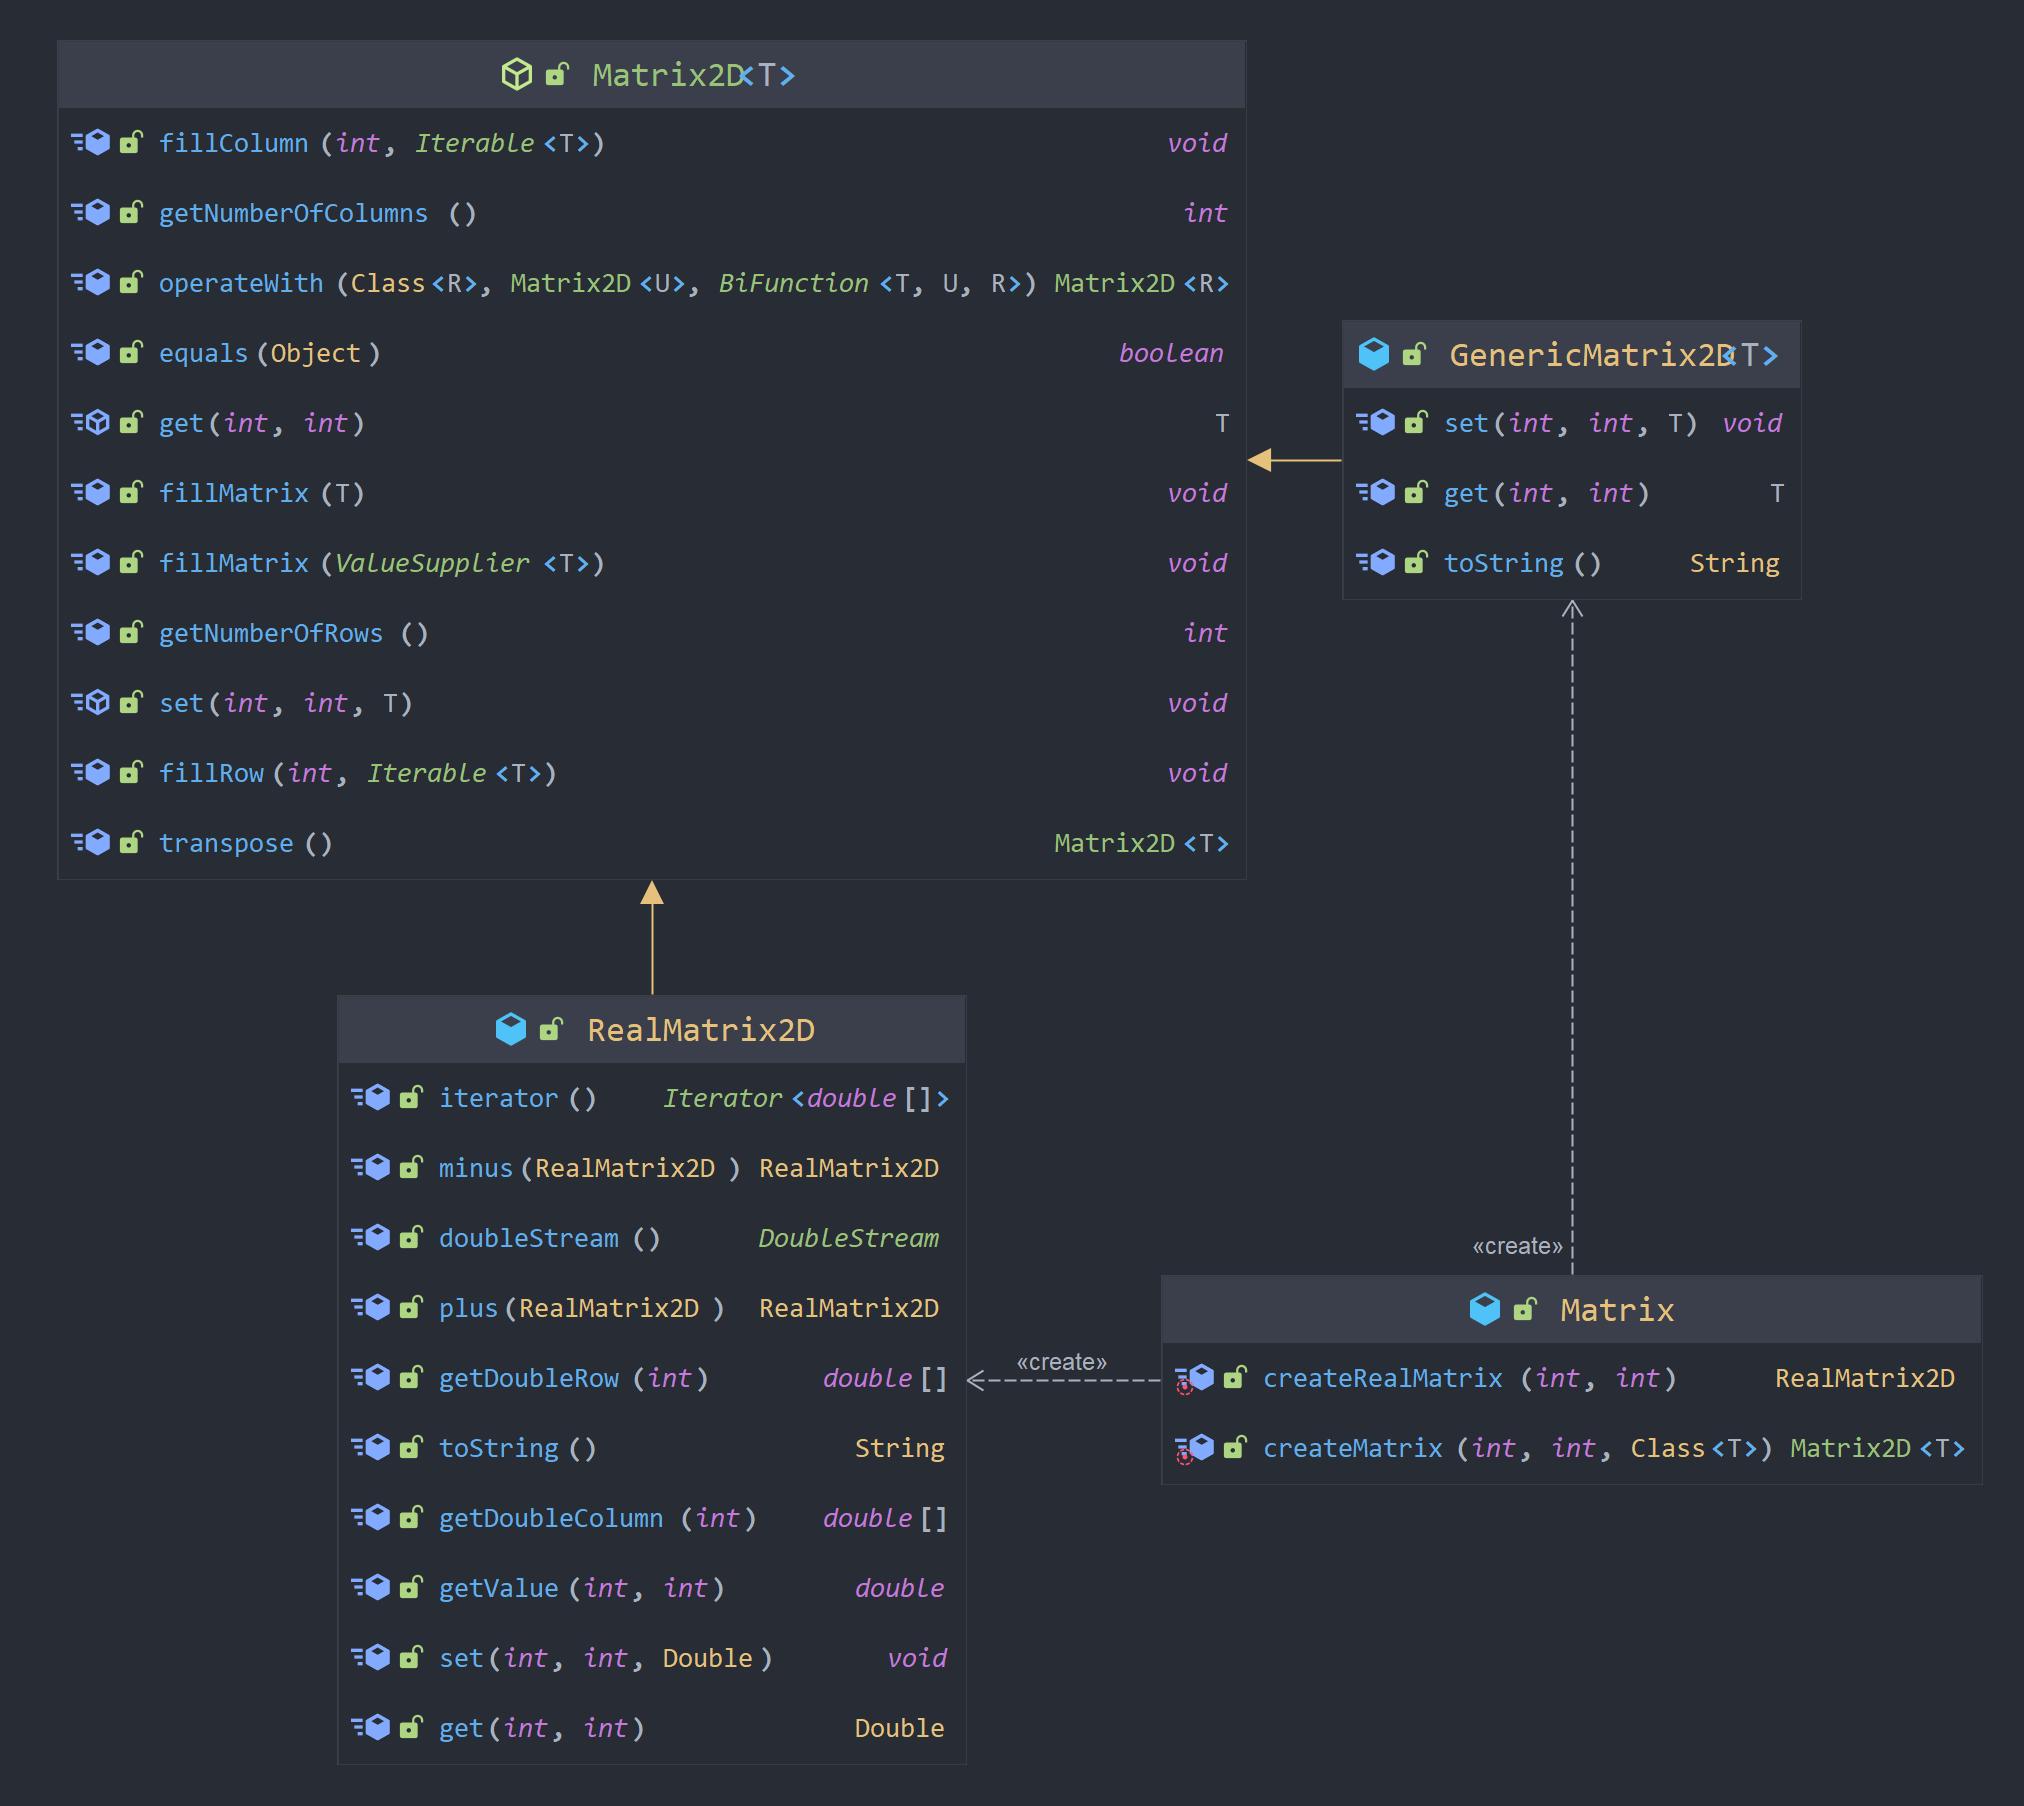 Matrix2D<T>
fillColumn (int, Iterable <T>) void
getNumberOfColumns () int
operateWith (Class<R>, Matrix2D <U>, BiFunction <T, U, R>) Matrix2D <R>
equals (Object ) boolean
get(int, int) T
fillMatrix (T) void
fillMatrix (ValueSupplier <T>) void
getNumberOfRows () int
set(int, int, T) void
fillRow (int, Iterable <T>) void
transpose () Matrix2D <T>
GenericMatrix2D<T>
set(int, int, T) void
get(int, int) T
toString () String
RealMatrix2D
iterator () Iterator <double []>
minus (RealMatrix2D ) RealMatrix2D
doubleStream () DoubleStream
plus (RealMatrix2D ) RealMatrix2D
getDoubleRow (int) double []
toString () String
getDoubleColumn (int) double []
getValue (int, int) double
set(int, int, Double ) void
get(int, int) Double
«create»
«create»
Matrix
createRealMatrix (int, int) RealMatrix2D
createMatrix (int, int, Class <T>) Matrix2D <T>